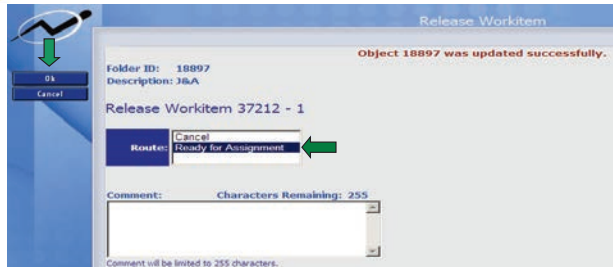 Release Workitem
Object 18897 was updated successfully.
Ok
Cancel
Folder ID: 18897
Description: J&A
Release Workitem 37212 - 1
Route:
Cancel
Ready for Assignment
Comment: Characters Remaining: 255
Comment will be limited to 255 characters.